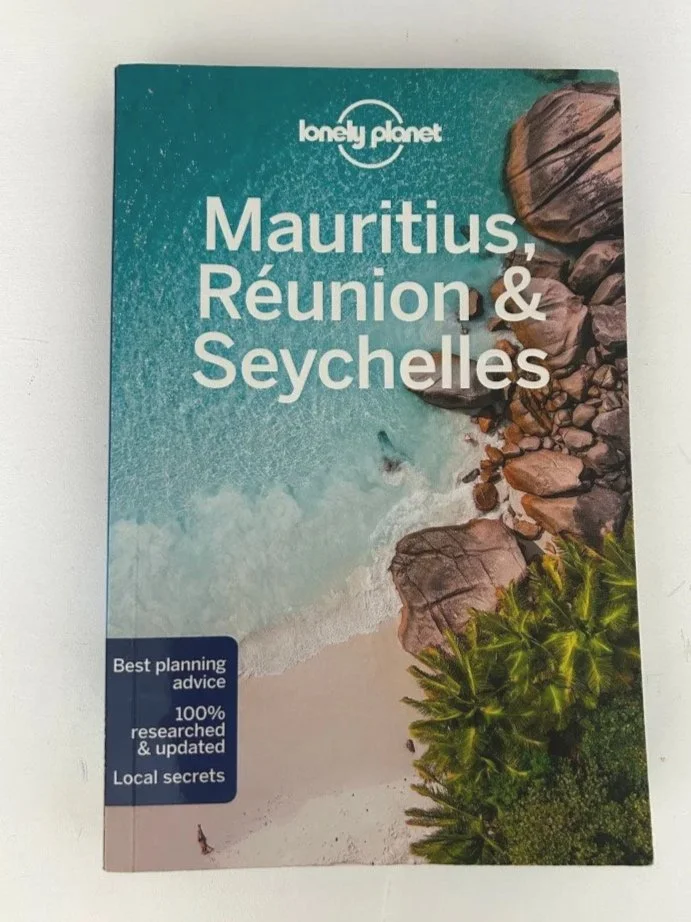 lonely planet
Mauritius,
Réunion &
Seychelles
Best planning
advice
100%
researched
& updated
Local secrets